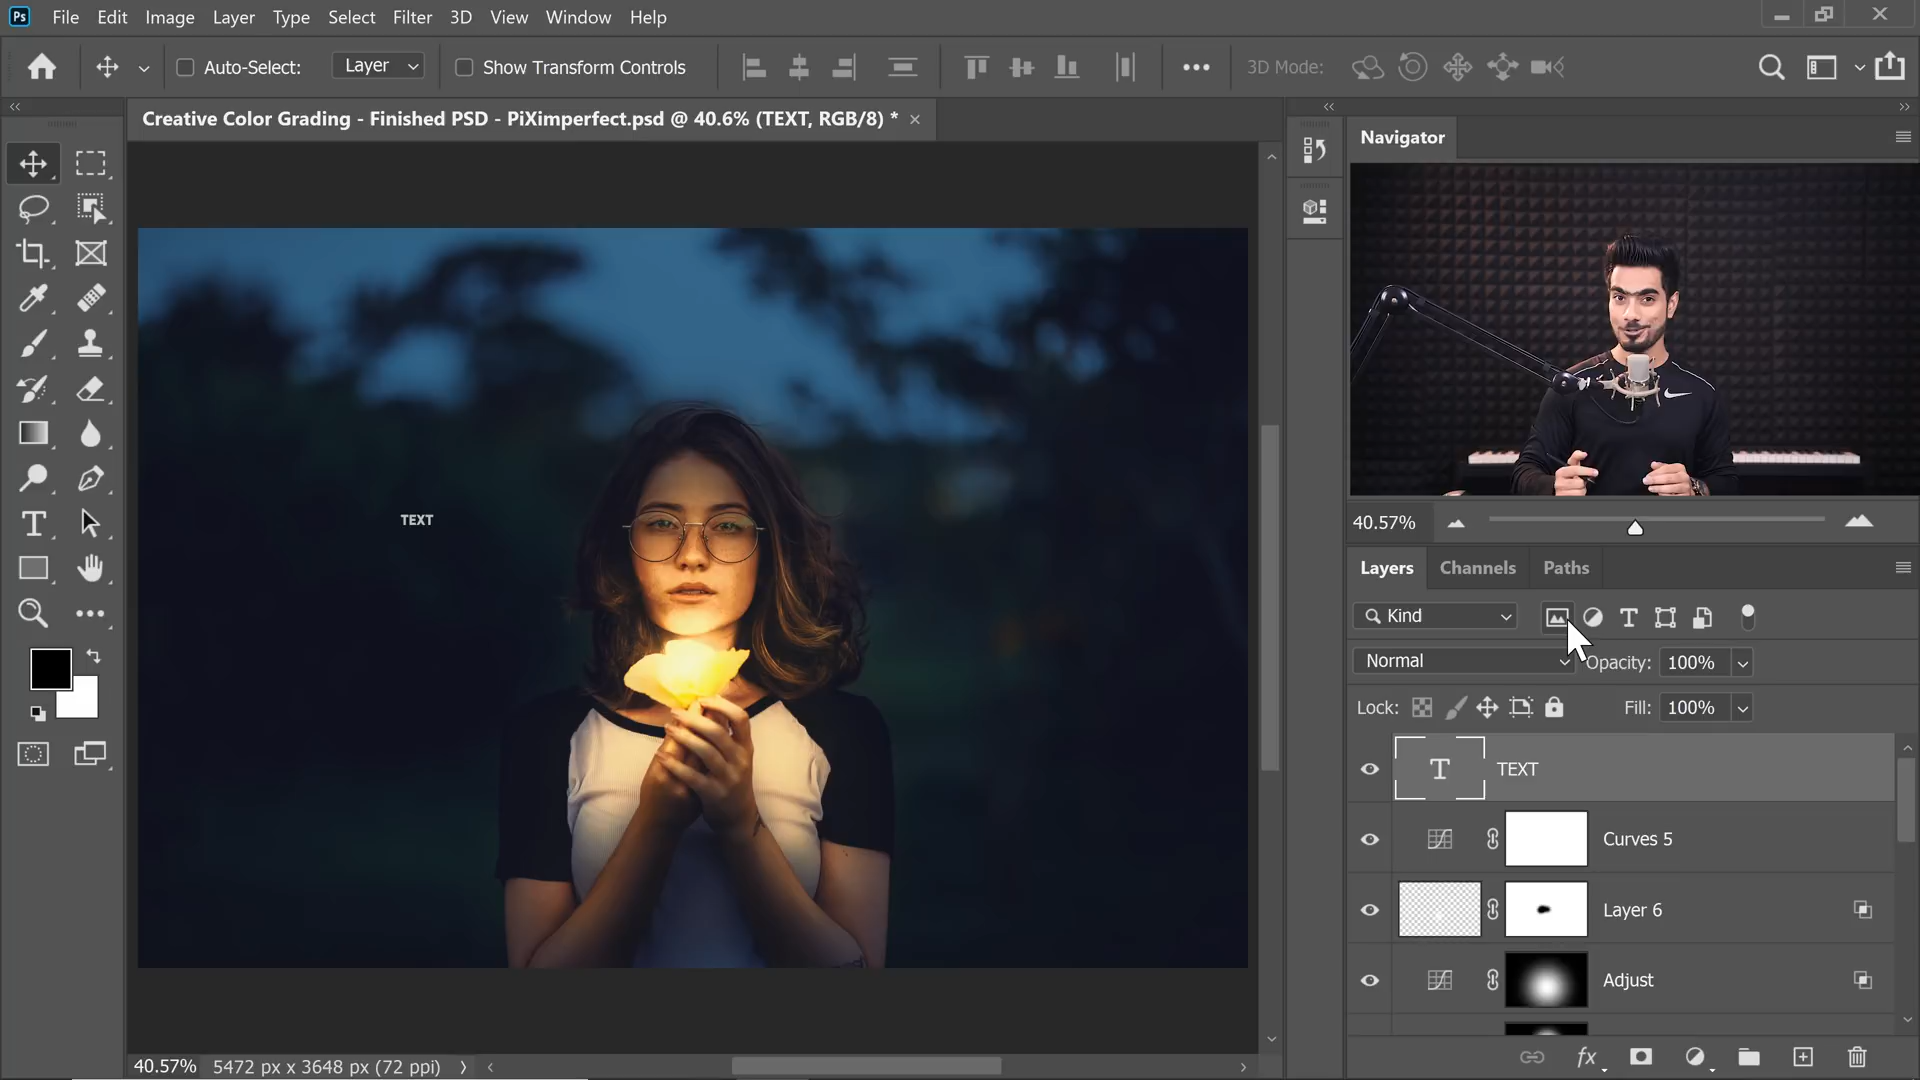 Ps File Edit Image Layer Type Select Filter 3D View Window Help
Auto-Select: Layer Show Transform Controls 3D Mode:
Creative Color Grading - Finished PSD - PiXimperfect.psd @ 40.6% (TEXT, RGB/8) *
Navigator
TEXT
40.57%
Layers Channels Paths
Kind
Normal Opacity: 100%
Lock: Fill: 100%
T TEXT
Curves 5
Layer 6
Adjust
40.57% 5472 px x 3648 px (72 ppi)
fx